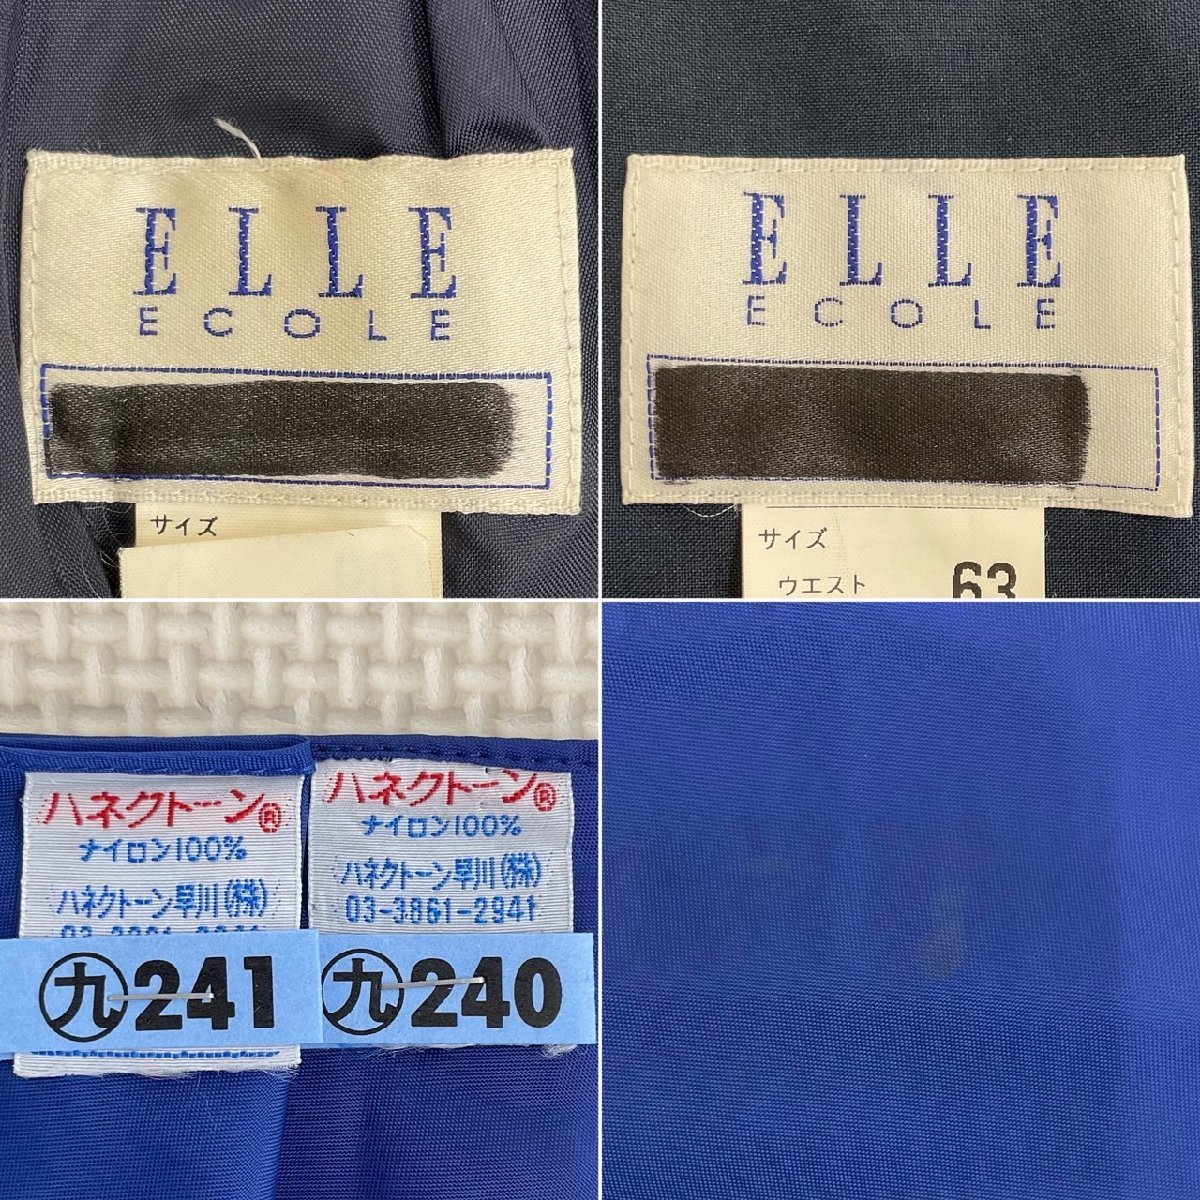 ELLE
ECOLE
サイズ
ELLE
ECOLE
サイズ
ウエスト 63
ハネクトーン®
ナイロン100%
ハネクトーン早川(株)
㊈241
ハネクトーン®
ナイロン100%
ハネクトーン早川(株)
03-3861-2941
㊈240